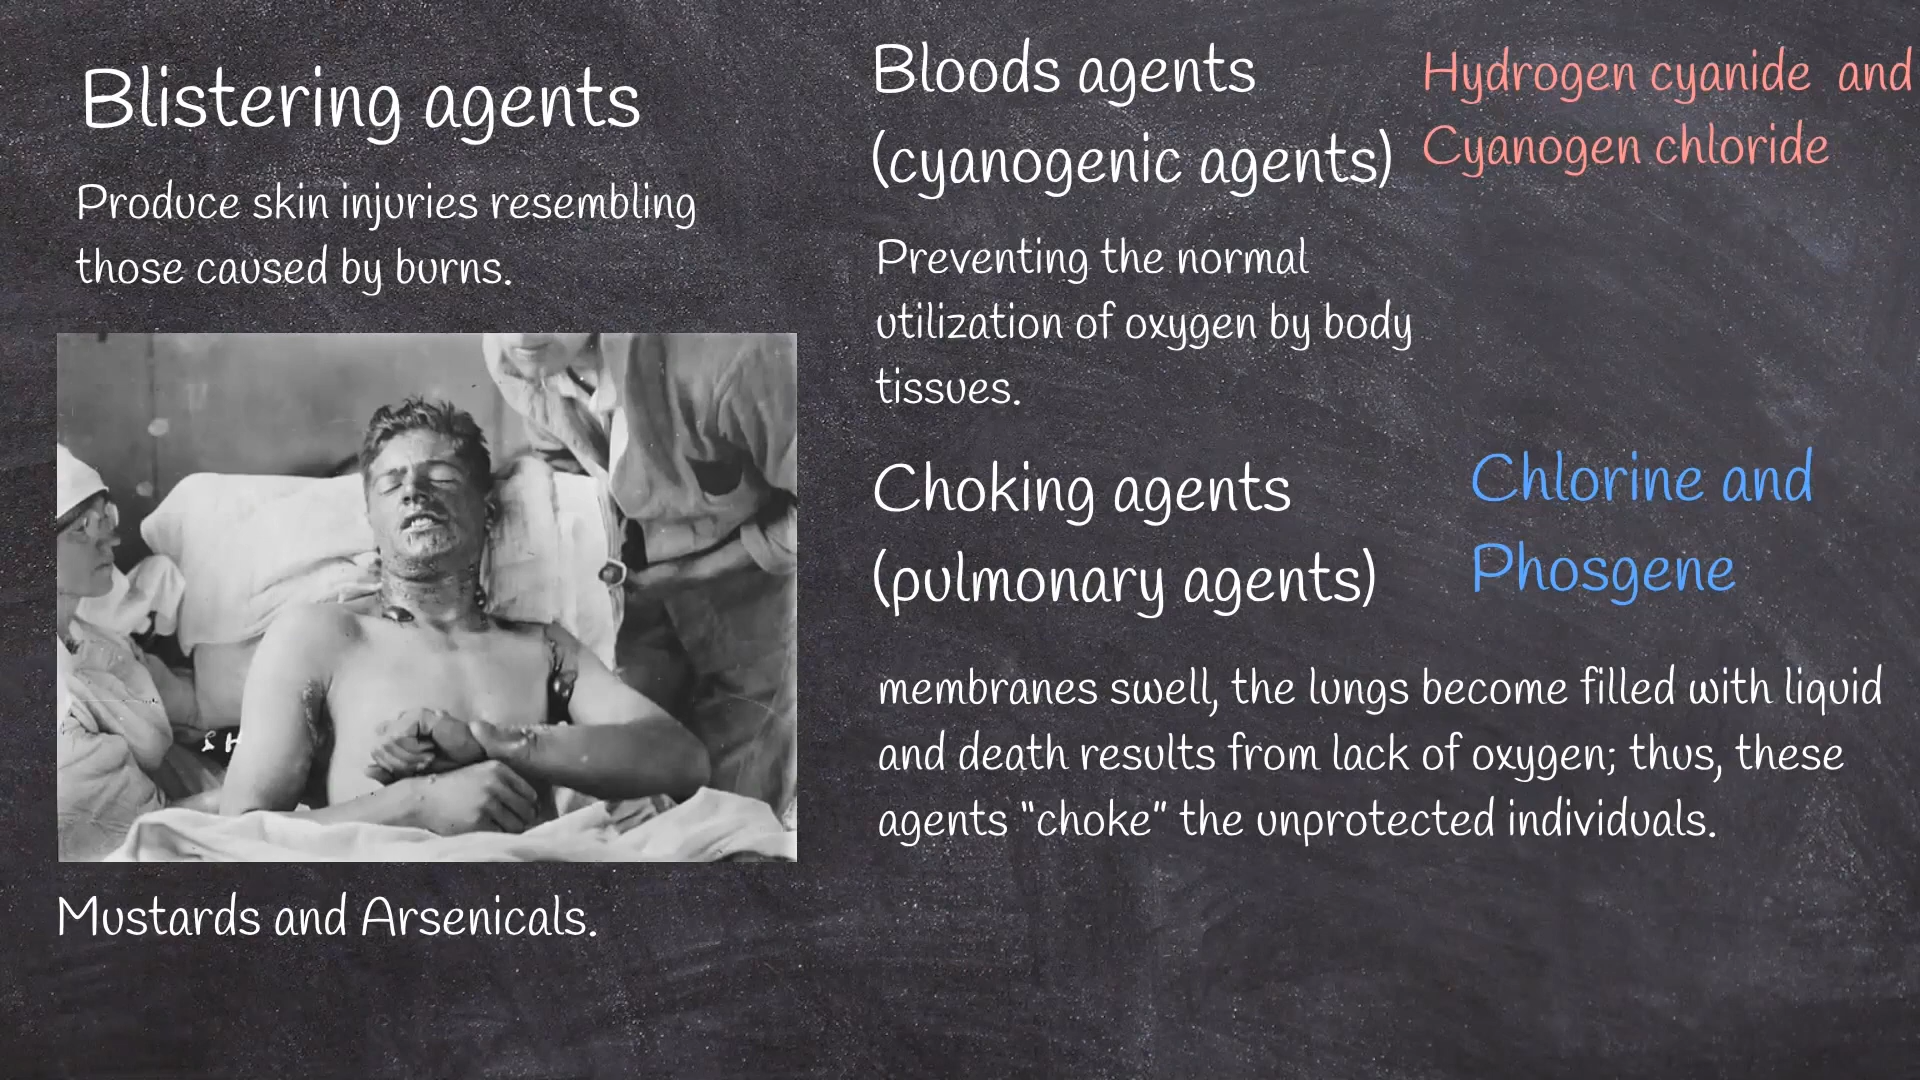 Blistering agents
Produce skin injuries resembling
those caused by burns.
Mustards and Arsenicals.
Bloods agents
(cyanogenic agents)
Hydrogen cyanide and
Cyanogen chloride
Preventing the normal
utilization of oxygen by body
tissues.
Choking agents
(pulmonary agents)
Chlorine and
Phosgene
membranes swell, the lungs become filled with liquid
and death results from lack of oxygen; thus, these
agents “choke” the unprotected individuals.